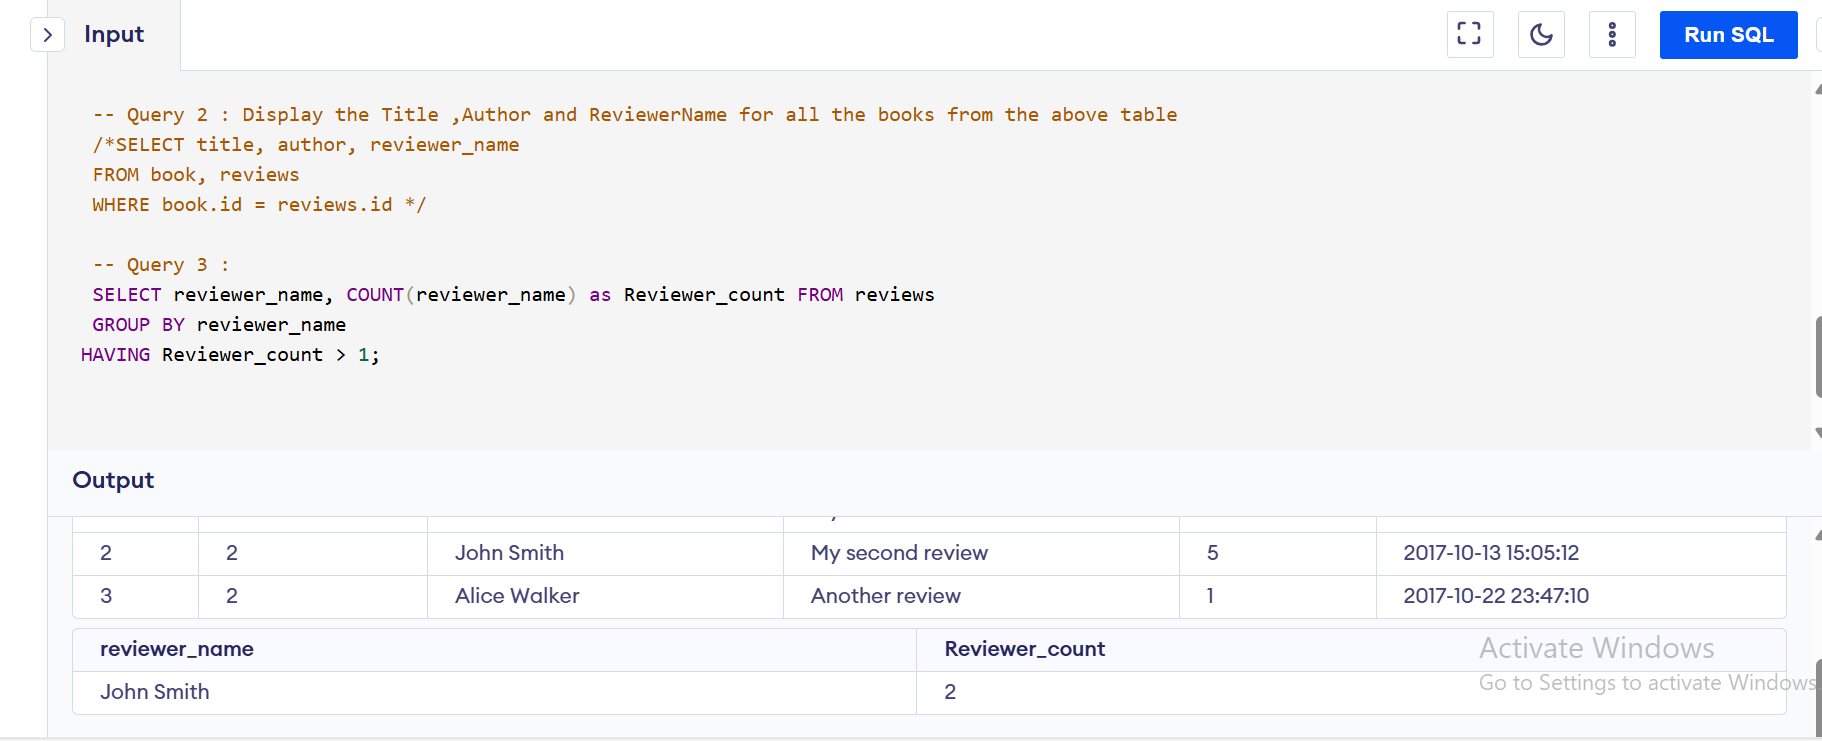 Input
Run SQL
-- Query 2 : Display the Title ,Author and ReviewerName for all the books from the above table
/*SELECT title, author, reviewer_name
FROM book, reviews
WHERE book.id = reviews.id */
-- Query 3 :
SELECT reviewer_name, COUNT(reviewer_name) as Reviewer_count FROM reviews
GROUP BY reviewer_name
HAVING Reviewer_count > 1;
Output
2 2 John Smith My second review 5 2017-10-13 15:05:12
3 2 Alice Walker Another review 1 2017-10-22 23:47:10
reviewer_name Reviewer_count
John Smith 2
Activate Windows
Go to Settings to activate Windows.